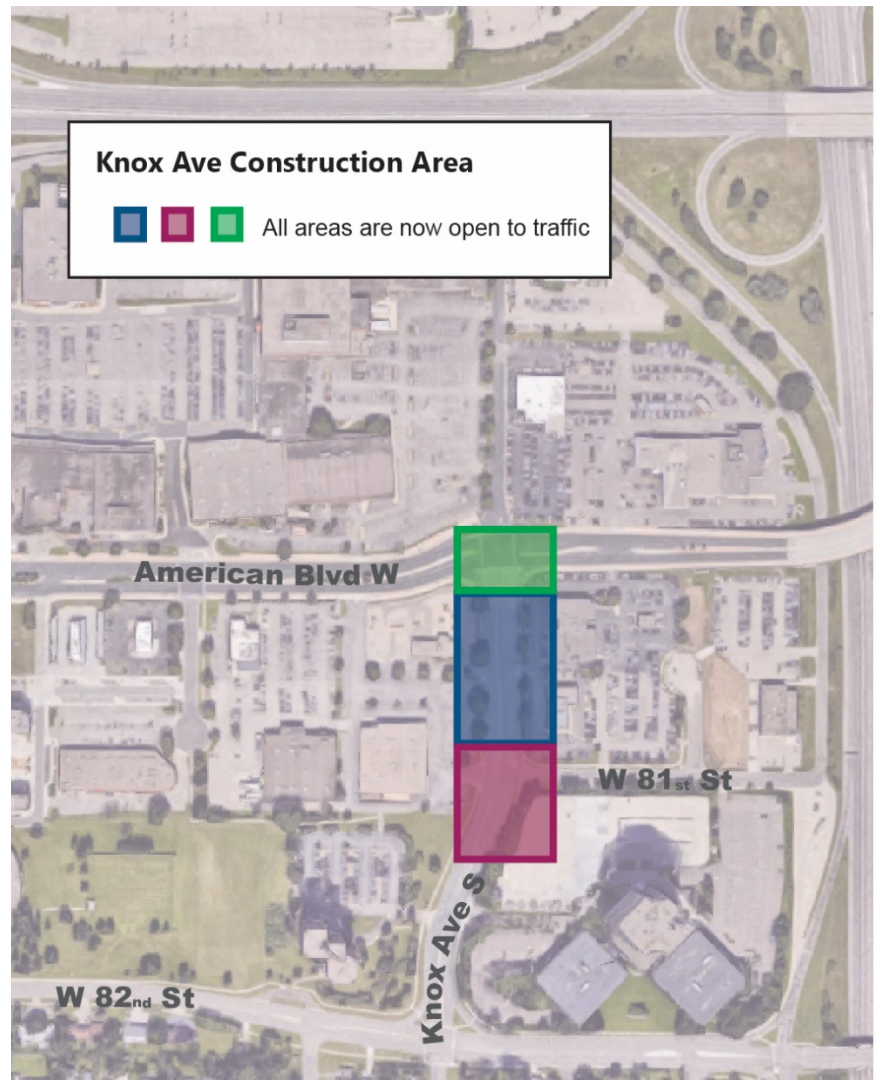 Knox Ave Construction Area
All areas are now open to traffic
American Blvd W
W 81st St
Knox Ave S
W 82nd St